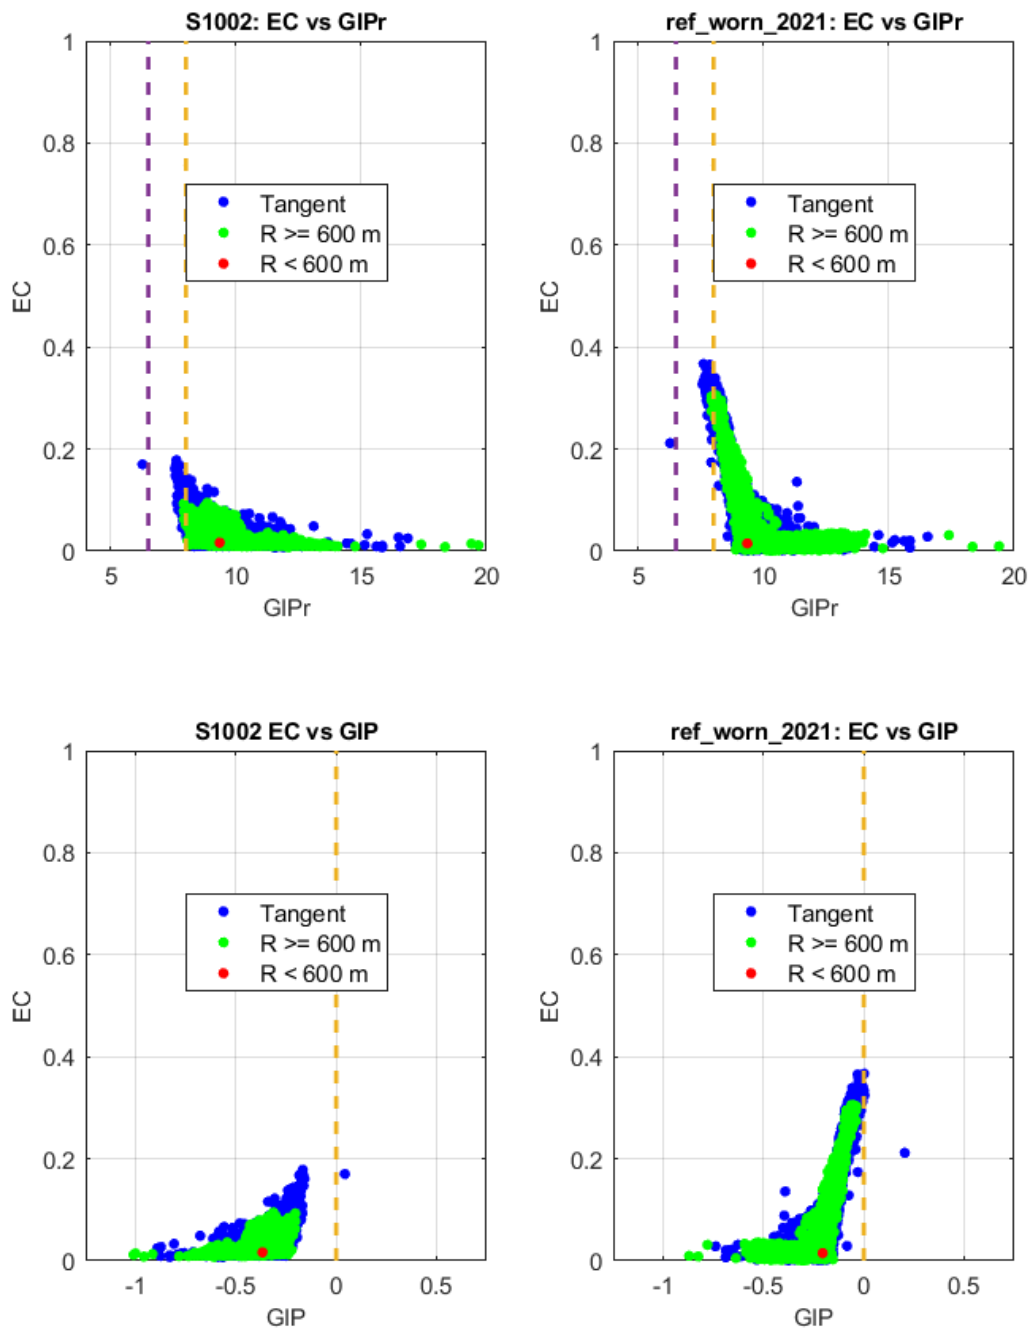 S1002: EC vs GIPr
1
0.8
0.6
0.4
0.2
0
EC
Tangent
R >= 600 m
R < 600 m
5
10
15
20
GIPr
ref_worn_2021: EC vs GIPr
1
0.8
0.6
0.4
0.2
0
EC
Tangent
R >= 600 m
R < 600 m
5
10
15
20
GIPr
S1002 EC vs GIP
1
0.8
0.6
0.4
0.2
0
EC
Tangent
R >= 600 m
R < 600 m
-1
-0.5
0
0.5
GIP
ref_worn_2021: EC vs GIP
1
0.8
0.6
0.4
0.2
0
EC
Tangent
R >= 600 m
R < 600 m
-1
-0.5
0
0.5
GIP